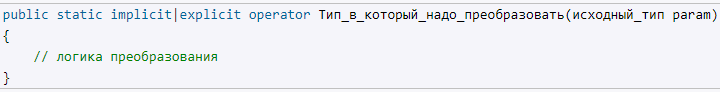 public static implicit|explicit operator Тип_в_который_надо_преобразовать(исходный_тип param)
{
    // логика преобразования
}